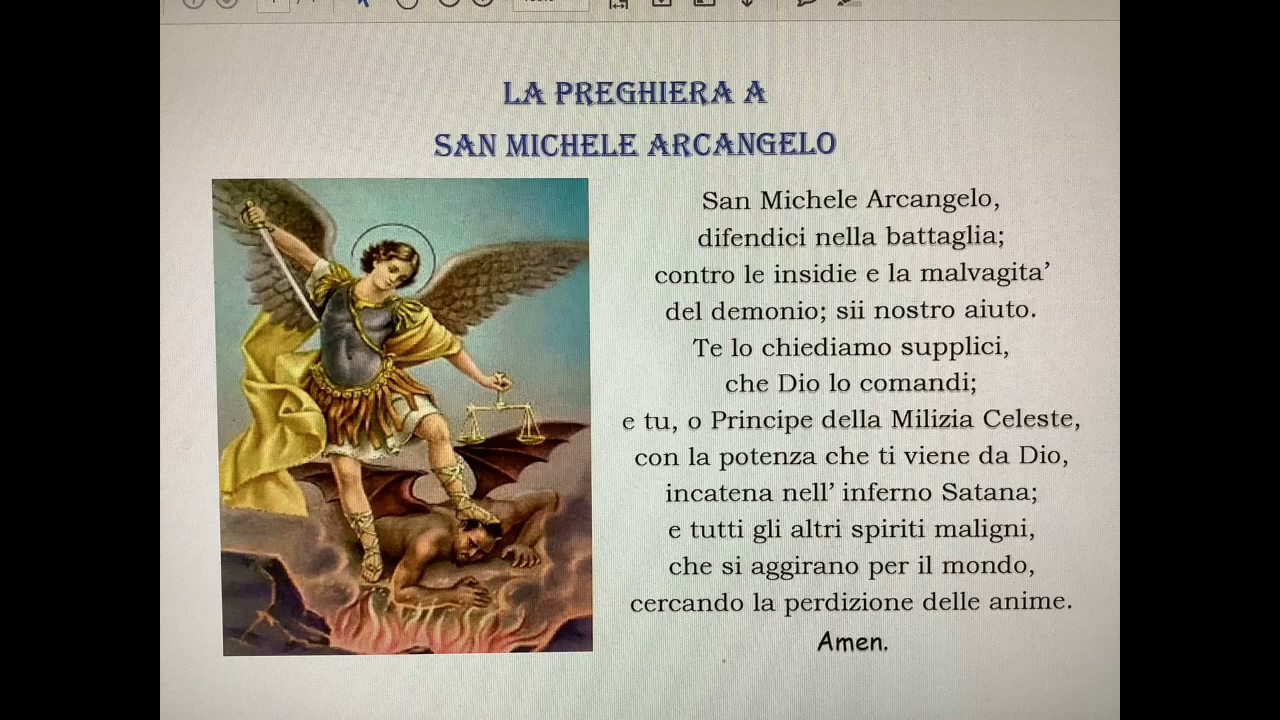 LA PREGHIERA A
SAN MICHELE ARCANGELO
San Michele Arcangelo,
difendici nella battaglia;
contro le insidie e la malvagita’
del demonio; sii nostro aiuto.
Te lo chiediamo supplici,
che Dio lo comandi;
e tu, o Principe della Milizia Celeste,
con la potenza che ti viene da Dio,
incatena nell’ inferno Satana;
e tutti gli altri spiriti maligni,
che si aggirano per il mondo,
cercando la perdizione delle anime.
Amen.